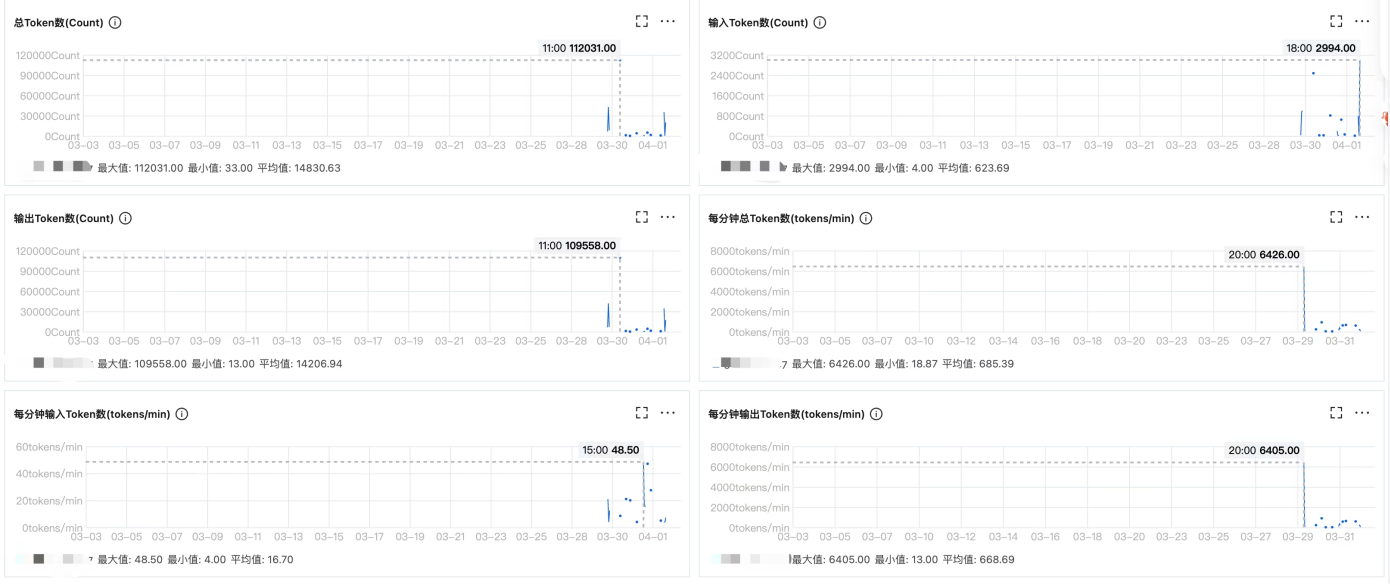 总Token数(Count)
11:00 112031.00
120000Count
90000Count
60000Count
30000Count
0Count
03-03 03-05 03-07 03-09 03-11 03-13 03-15 03-17 03-19 03-21 03-23 03-25 03-28 03-30 04-01
最大值: 112031.00 最小值: 33.00 平均值: 14830.63
输入Token数(Count)
18:00 2994.00
3200Count
2400Count
1600Count
800Count
0Count
03-03 03-05 03-07 03-09 03-11 03-13 03-15 03-17 03-19 03-21 03-23 03-26 03-28 03-30 04-01
最大值: 2994.00 最小值: 4.00 平均值: 623.69
输出Token数(Count)
11:00 109558.00
120000Count
90000Count
60000Count
30000Count
0Count
03-03 03-05 03-07 03-09 03-11 03-13 03-15 03-17 03-19 03-21 03-23 03-25 03-28 03-30 04-01
最大值: 109558.00 最小值: 13.00 平均值: 14206.94
每分钟总Token数(tokens/min)
20:00 6426.00
8000tokens/min
6000tokens/min
4000tokens/min
2000tokens/min
0tokens/min
03-03 03-05 03-07 03-09 03-10 03-12 03-14 03-16 03-18 03-20 03-22 03-25 03-27 03-29 03-31
7 最大值: 6426.00 最小值: 18.87 平均值: 685.39
每分钟输入Token数(tokens/min)
15:00 48.50
60tokens/min
40tokens/min
20tokens/min
0tokens/min
03-03 03-05 03-07 03-09 03-11 03-13 03-15 03-17 03-19 03-21 03-23 03-25 03-28 03-30 04-01
最大值: 48.50 最小值: 4.00 平均值: 16.70
每分钟输出Token数(tokens/min)
20:00 6405.00
8000tokens/min
6000tokens/min
4000tokens/min
2000tokens/min
0tokens/min
03-03 03-05 03-07 03-09 03-10 03-12 03-14 03-16 03-18 03-20 03-22 03-25 03-27 03-29 03-31
最大值: 6405.00 最小值: 13.00 平均值: 668.69